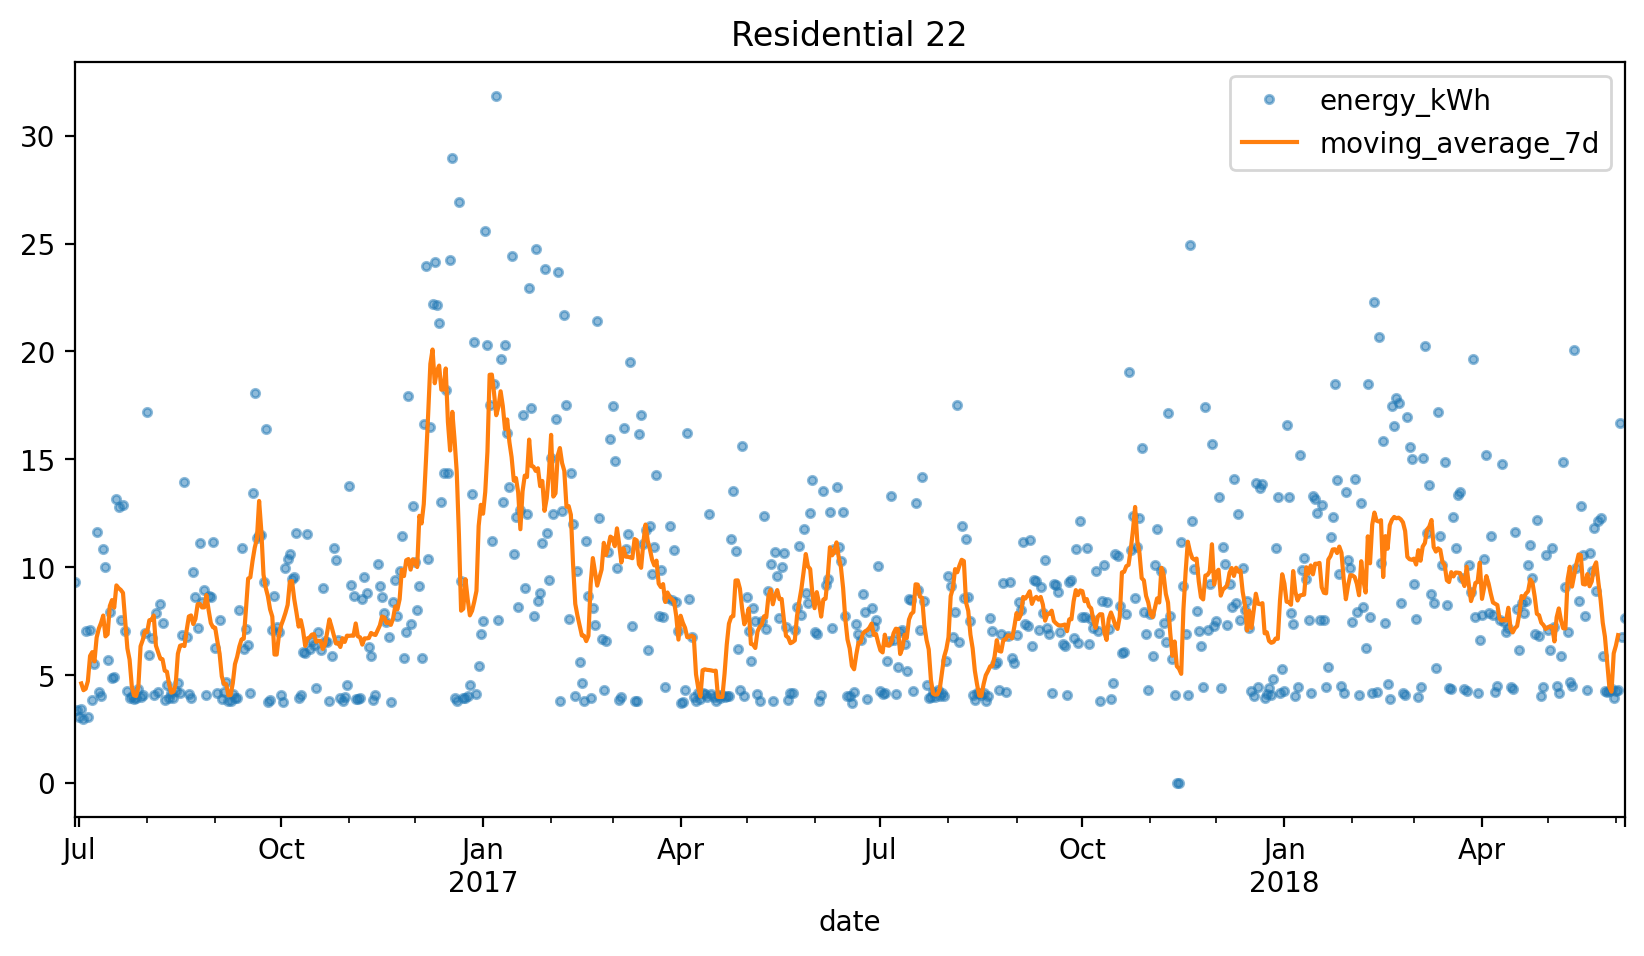 Residential 22
energy_kWh
moving_average_7d
30
25
20
15
10
5
0
Jul Oct Jan Apr Jul Oct Jan Apr
2017 2018
date